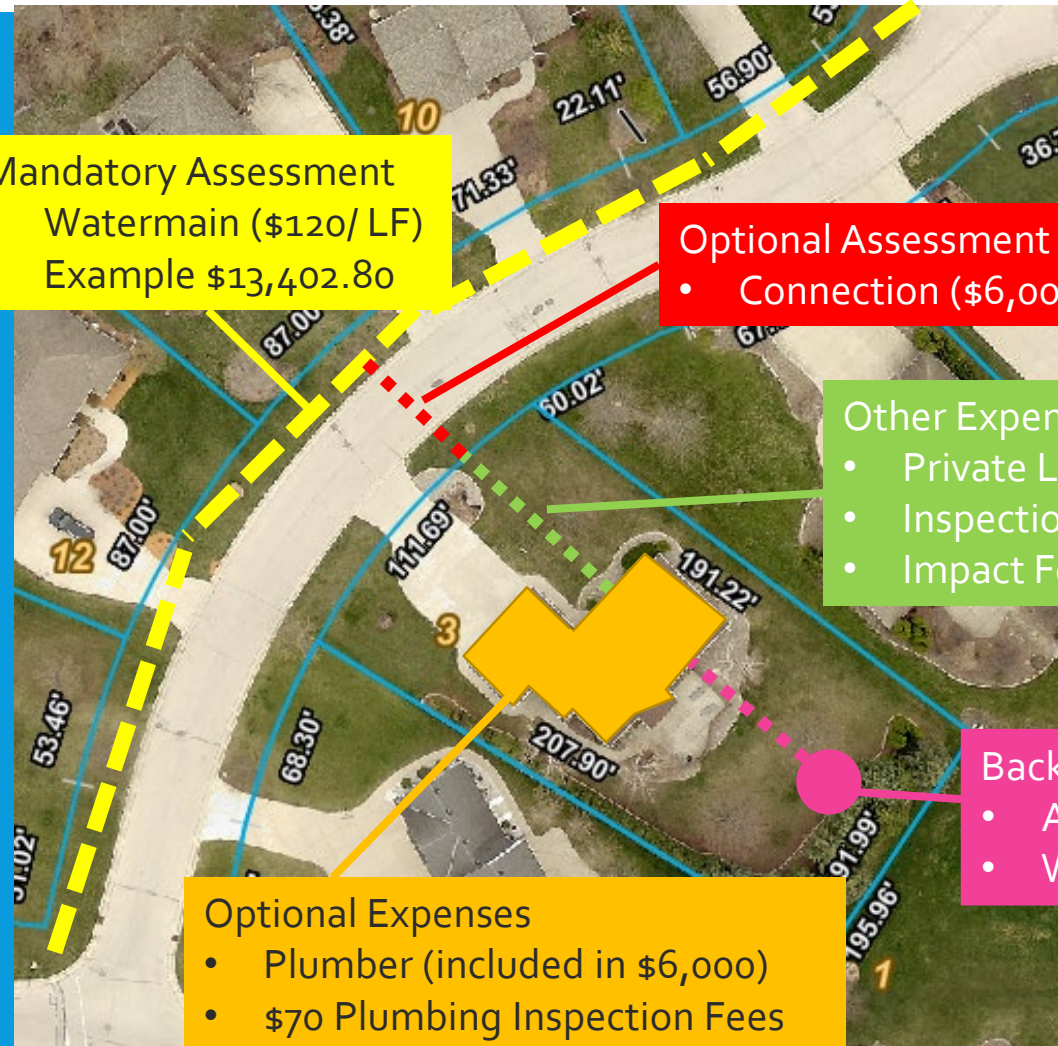 10
22.11'
56.90'
Mandatory Assessment
Watermain ($120/ LF)
Example $13,402.80
71.33'
Optional Assessment
• Connection ($6,00
87.00'
60.02'
Other Expen
• Private L
• Inspectio
• Impact Fe
12
87.00'
111.69'
191.22'
3
53.46'
68.30'
207.90'
Back
• A
• W
91.99'
195.96'
1
Optional Expenses
• Plumber (included in $6,000)
• $70 Plumbing Inspection Fees